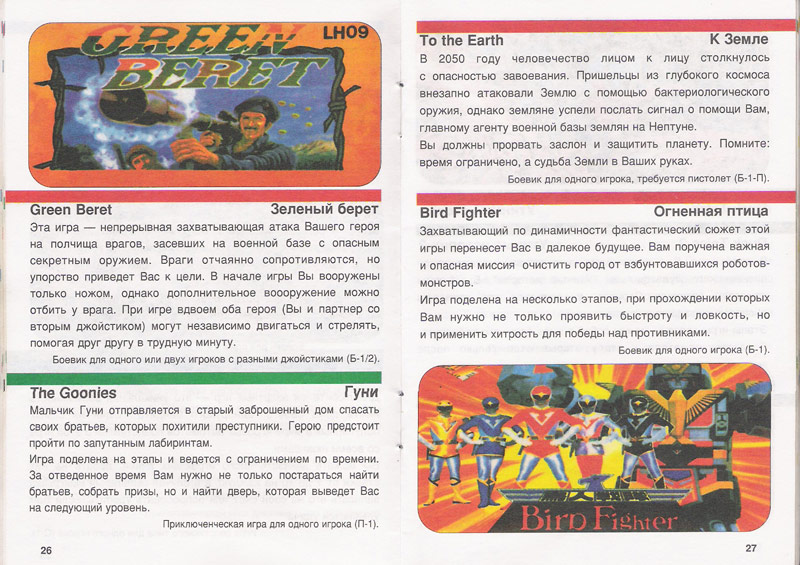 GREEN
BERET
LH09
Green Beret Зеленый берет
Эта игра — непрерывная захватывающая атака Вашего героя
на полчища врагов, засевших на военной базе с опасным
секретным оружием. Враги отчаянно сопротивляются, но
упорство приведет Вас к цели. В начале игры Вы вооружены
только ножом, однако дополнительное воооружение можно
отбить у врага. При игре вдвоем оба героя (Вы и партнер со
вторым джойстиком) могут независимо двигаться и стрелять,
помогая друг другу в трудную минуту.
Боевик для одного или двух игроков с разными джойстиками (Б-1/2).
The Goonies Гуни
Мальчик Гуни отправляется в старый заброшенный дом спасать
своих братьев, которых похитили преступники. Герою предстоит
пройти по запутанным лабиринтам.
Игра поделена на этапы и ведется с ограничением по времени.
За отведенное время Вам нужно не только постараться найти
братьев, собрать призы, но и найти дверь, которая выведет Вас
на следующий уровень.
Приключенческая игра для одного игрока (П-1).
26
To the Earth К Земле
В 2050 году человечество лицом к лицу столкнулось
с опасностью завоевания. Пришельцы из глубокого космоса
внезапно атаковали Землю с помощью бактериологического
оружия, однако земляне успели послать сигнал о помощи Вам,
главному агенту военной базы землян на Нептуне.
Вы должны прорвать заслон и защитить планету. Помните:
время ограничено, а судьба Земли в Ваших руках.
Боевик для одного игрока, требуется пистолет (Б-1-П).
Bird Fighter Огненная птица
Захватывающий по динамичности фантастический сюжет этой
игры перенесет Вас в далекое будущее. Вам поручена важная
и опасная миссия очистить город от взбунтовавшихся роботов-
монстров.
Игра поделена на несколько этапов, при прохождении которых
Вам нужно не только проявить быстроту и ловкость, но
и применить хитрость для победы над противниками.
Боевик для одного игрока (Б-1).
Bird Fighter
27